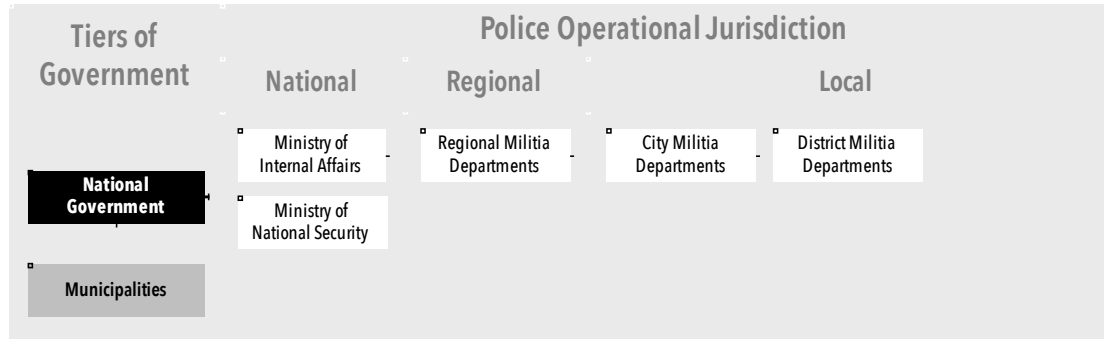 Tiers of
Government
Police Operational Jurisdiction
National
Regional
Local
Ministry of
Internal Affairs
Regional Militia
Departments
City Militia
Departments
District Militia
Departments
National
Government
Ministry of
National Security
Municipalities